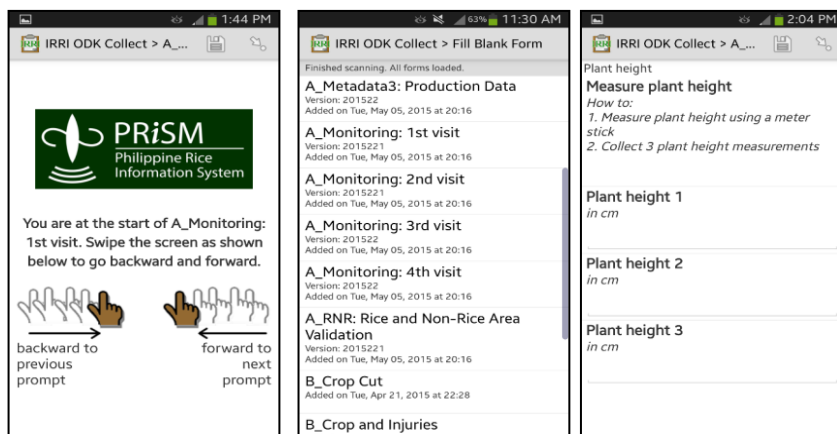 1:44 PM
IRRI ODK Collect > A_...
PRiSM
Philippine Rice
Information System
You are at the start of A_Monitoring:
1st visit. Swipe the screen as shown
below to go backward and forward.
backward to
previous
prompt
forward to
next
prompt
63% 11:30 AM
IRRI ODK Collect > Fill Blank Form
Finished scanning. All forms loaded.
A_Metadata3: Production Data
Version: 201522
Added on Tue, May 05, 2015 at 20:16
A_Monitoring: 1st visit
Version: 2015221
Added on Tue, May 05, 2015 at 20:16
A_Monitoring: 2nd visit
Version: 2015221
Added on Tue, May 05, 2015 at 20:16
A_Monitoring: 3rd visit
Version: 201522
Added on Tue, May 05, 2015 at 20:16
A_Monitoring: 4th visit
Version: 201522
Added on Tue, May 05, 2015 at 20:16
A_RNR: Rice and Non-Rice Area
Validation
Version: 2015221
Added on Tue, May 05, 2015 at 20:16
B_Crop Cut
Added on Tue, Apr 21, 2015 at 22:28
B_Crop and Injuries
2:04 PM
IRRI ODK Collect > A_...
Plant height
Measure plant height
How to:
1. Measure plant height using a meter
stick
2. Collect 3 plant height measurements
Plant height 1
in cm
Plant height 2
in cm
Plant height 3
in cm